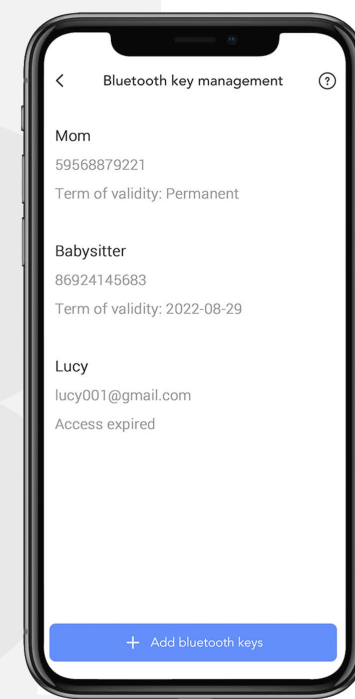 Bluetooth key management
Mom
59568879221
Term of validity: Permanent
Babysitter
86924145683
Term of validity: 2022-08-29
Lucy
lucy001@gmail.com
Access expired
+ Add bluetooth keys